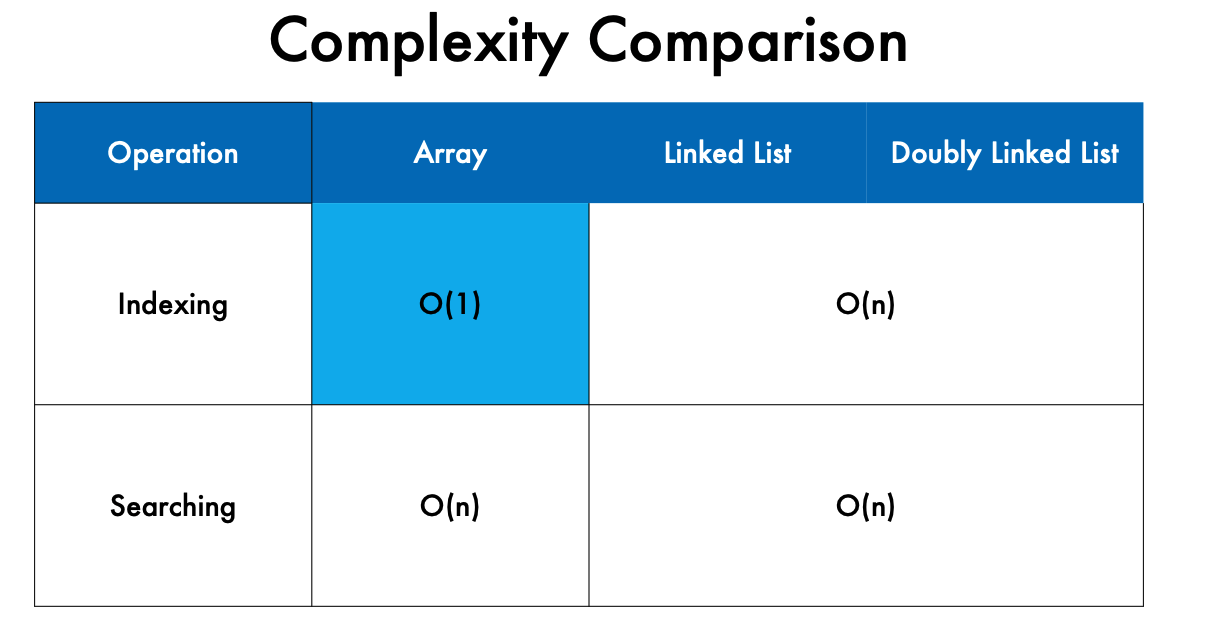 Complexity Comparison
Operation Array Linked List Doubly Linked List
Indexing O(1) O(n)
Searching O(n) O(n)